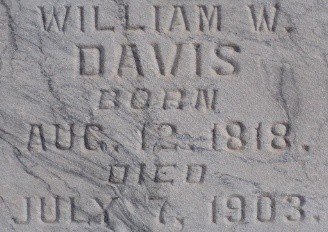 WILLIAM W.
DAVIS
BORN
AUG. 12. 1818.
DIED
JULY 7, 1903.